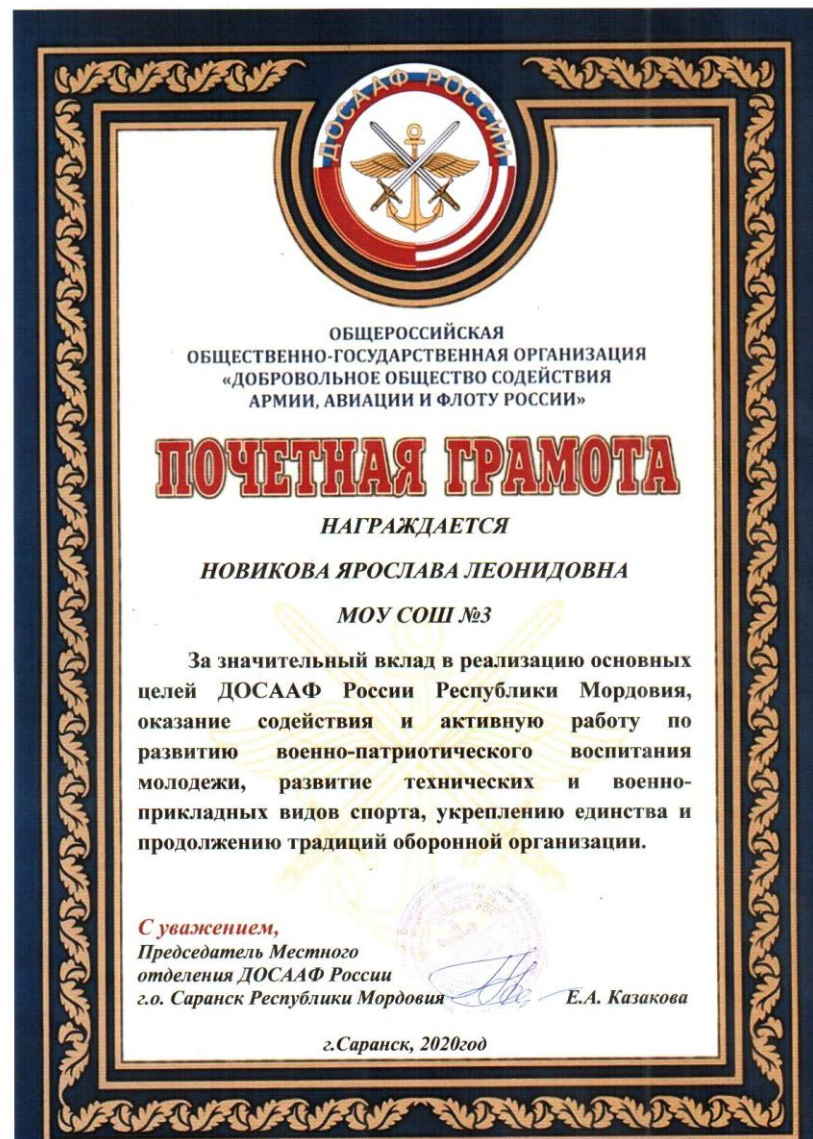 ДОСААФ РОССИИ
ОБЩЕРОССИЙСКАЯ
ОБЩЕСТВЕННО-ГОСУДАРСТВЕННАЯ ОРГАНИЗАЦИЯ
«ДОБРОВОЛЬНОЕ ОБЩЕСТВО СОДЕЙСТВИЯ
АРМИИ, АВИАЦИИ И ФЛОТУ РОССИИ»
ПОЧЕТНАЯ ГРАМОТА
НАГРАЖДАЕТСЯ
НОВИКОВА ЯРОСЛАВА ЛЕОНИДОВНА
МОУ СОШ №3
За значительный вклад в реализацию основных
целей ДОСААФ России Республики Мордовия,
оказание содействия и активную работу по
развитию военно-патриотического воспитания
молодежи, развитие технических и военно-
прикладных видов спорта, укреплению единства и
продолжению традиций оборонной организации.
С уважением,
Председатель Местного
отделения ДОСААФ России
г.о. Саранск Республики Мордовия Е.А. Казакова
г.Саранск, 2020год